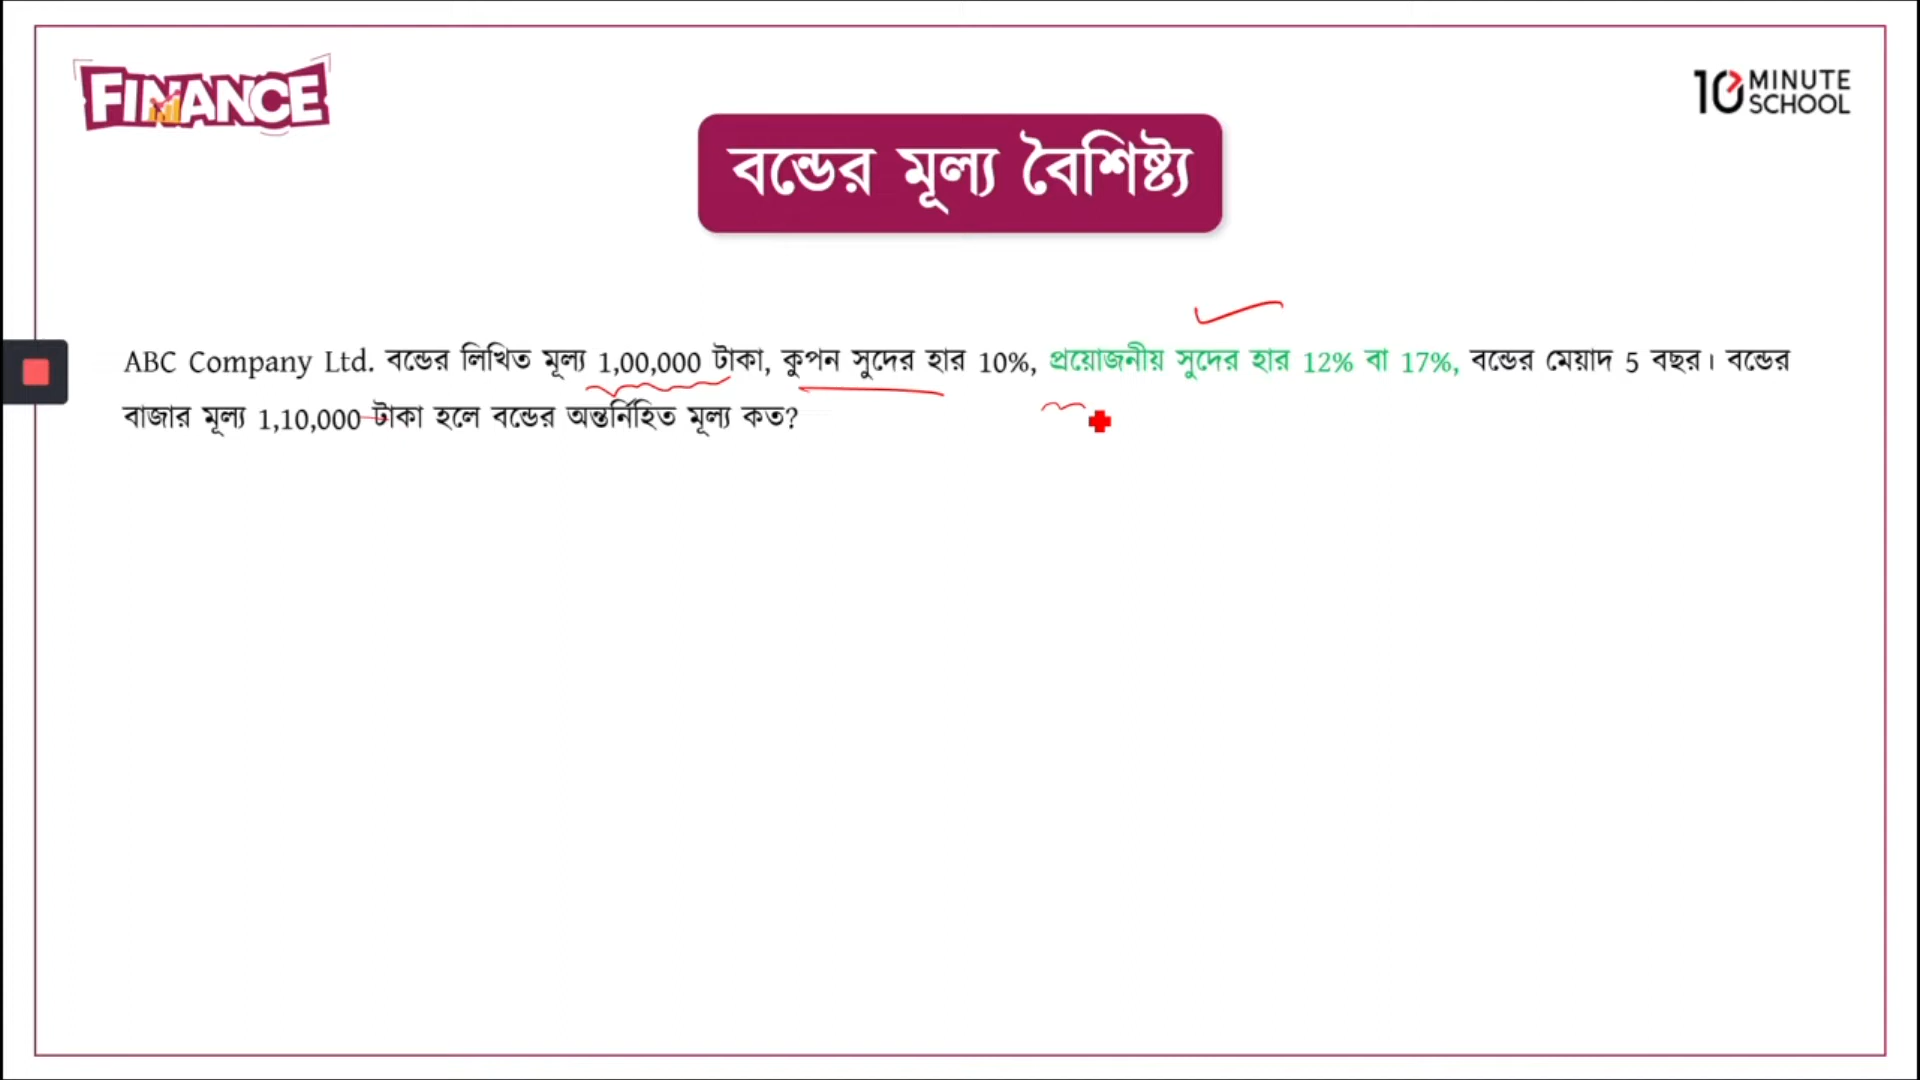 FINANCE
10 MINUTE SCHOOL
বন্ডের মূল্য বৈশিষ্ট্য
ABC Company Ltd. বন্ডের লিখিত মূল্য 1,00,000 টাকা, কুপন সুদের হার 10%, প্রয়োজনীয় সুদের হার 12% বা 17%, বন্ডের মেয়াদ 5 বছর। বন্ডের
বাজার মূল্য 1,10,000 টাকা হলে বন্ডের অন্তর্নিহিত মূল্য কত?